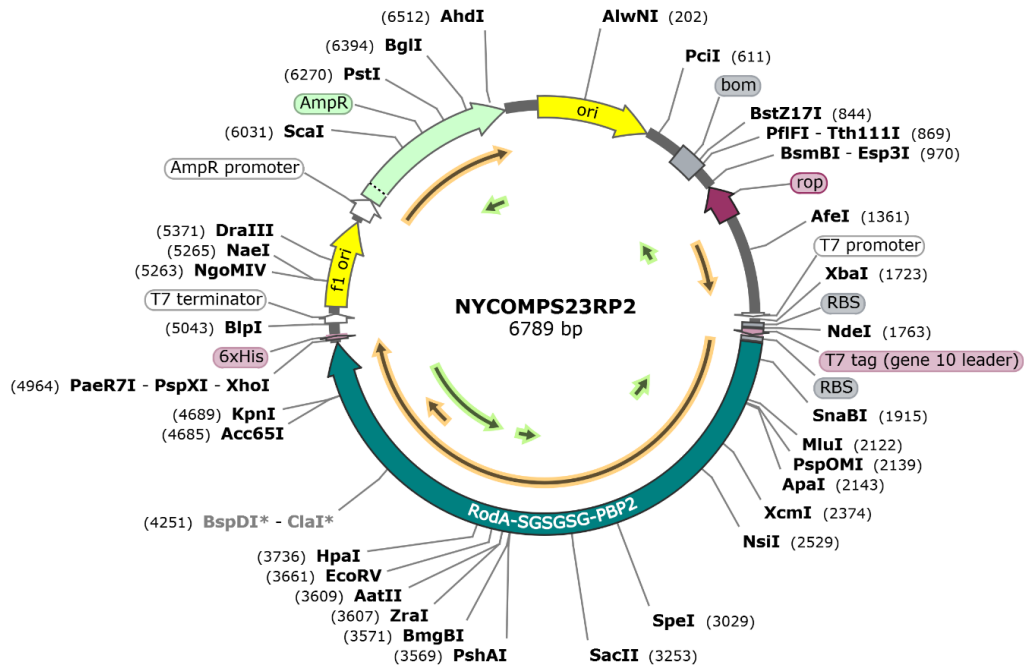 (6512) AhdI
AlwNI (202)
(6394) BglI
PciI (611)
(6270) PstI
bom
AmpR
ori
BstZ17I (844)
(6031) ScaI
PflFI - Tth111I (869)
BsmBI - Esp3I (970)
AmpR promoter
rop
AfeI (1361)
(5371) DraIII
T7 promoter
(5265) NaeI
XbaI (1723)
(5263) NgoMIV
f1 ori
T7 terminator
RBS
NYCOMPS23RP2
6789 bp
(5043) BlpI
NdeI (1763)
6xHis
T7 tag (gene 10 leader)
(4964) PaeR7I - PspXI - XhoI
RBS
(4689) KpnI
SnaBI (1915)
(4685) Acc65I
MluI (2122)
PspOMI (2139)
ApaI (2143)
RodA-SGSGSG-PBP2
XcmI (2374)
(4251) BspDI* - ClaI*
NsiI (2529)
(3736) HpaI
(3661) EcoRV
(3609) AatII
(3607) ZraI
SpeI (3029)
(3571) BmgBI
(3569) PshAI
SacII (3253)